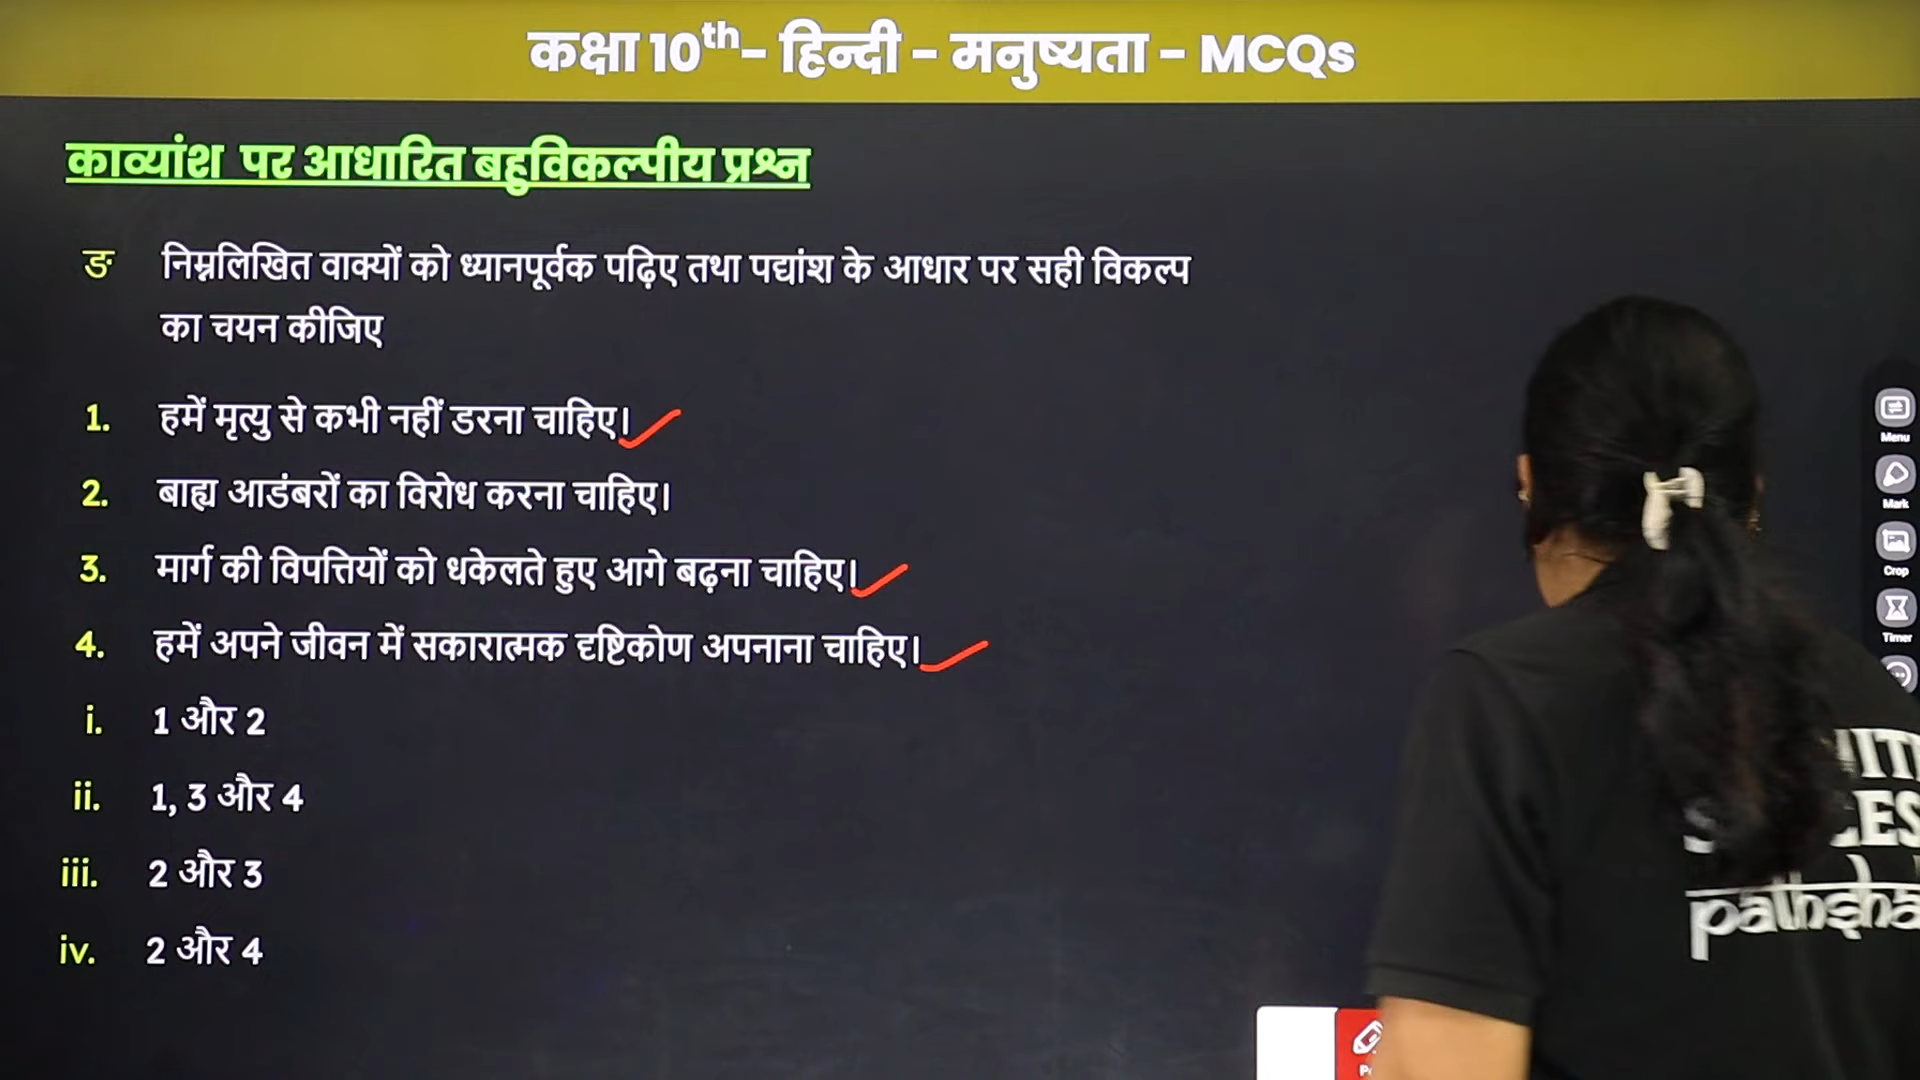 कक्षा 10th- हिन्दी - मनुष्यता - MCQs
काव्यांश पर आधारित बहुविकल्पीय प्रश्न
ङ निम्नलिखित वाक्यों को ध्यानपूर्वक पढ़िए तथा पद्यांश के आधार पर सही विकल्प
का चयन कीजिए
1. हमें मृत्यु से कभी नहीं डरना चाहिए।
2. बाह्य आडंबरों का विरोध करना चाहिए।
3. मार्ग की विपत्तियों को धकेलते हुए आगे बढ़ना चाहिए।
4. हमें अपने जीवन में सकारात्मक दृष्टिकोण अपनाना चाहिए।
i. 1 और 2
ii. 1, 3 और 4
iii. 2 और 3
iv. 2 और 4
Menu
Mark
Crop
Timer